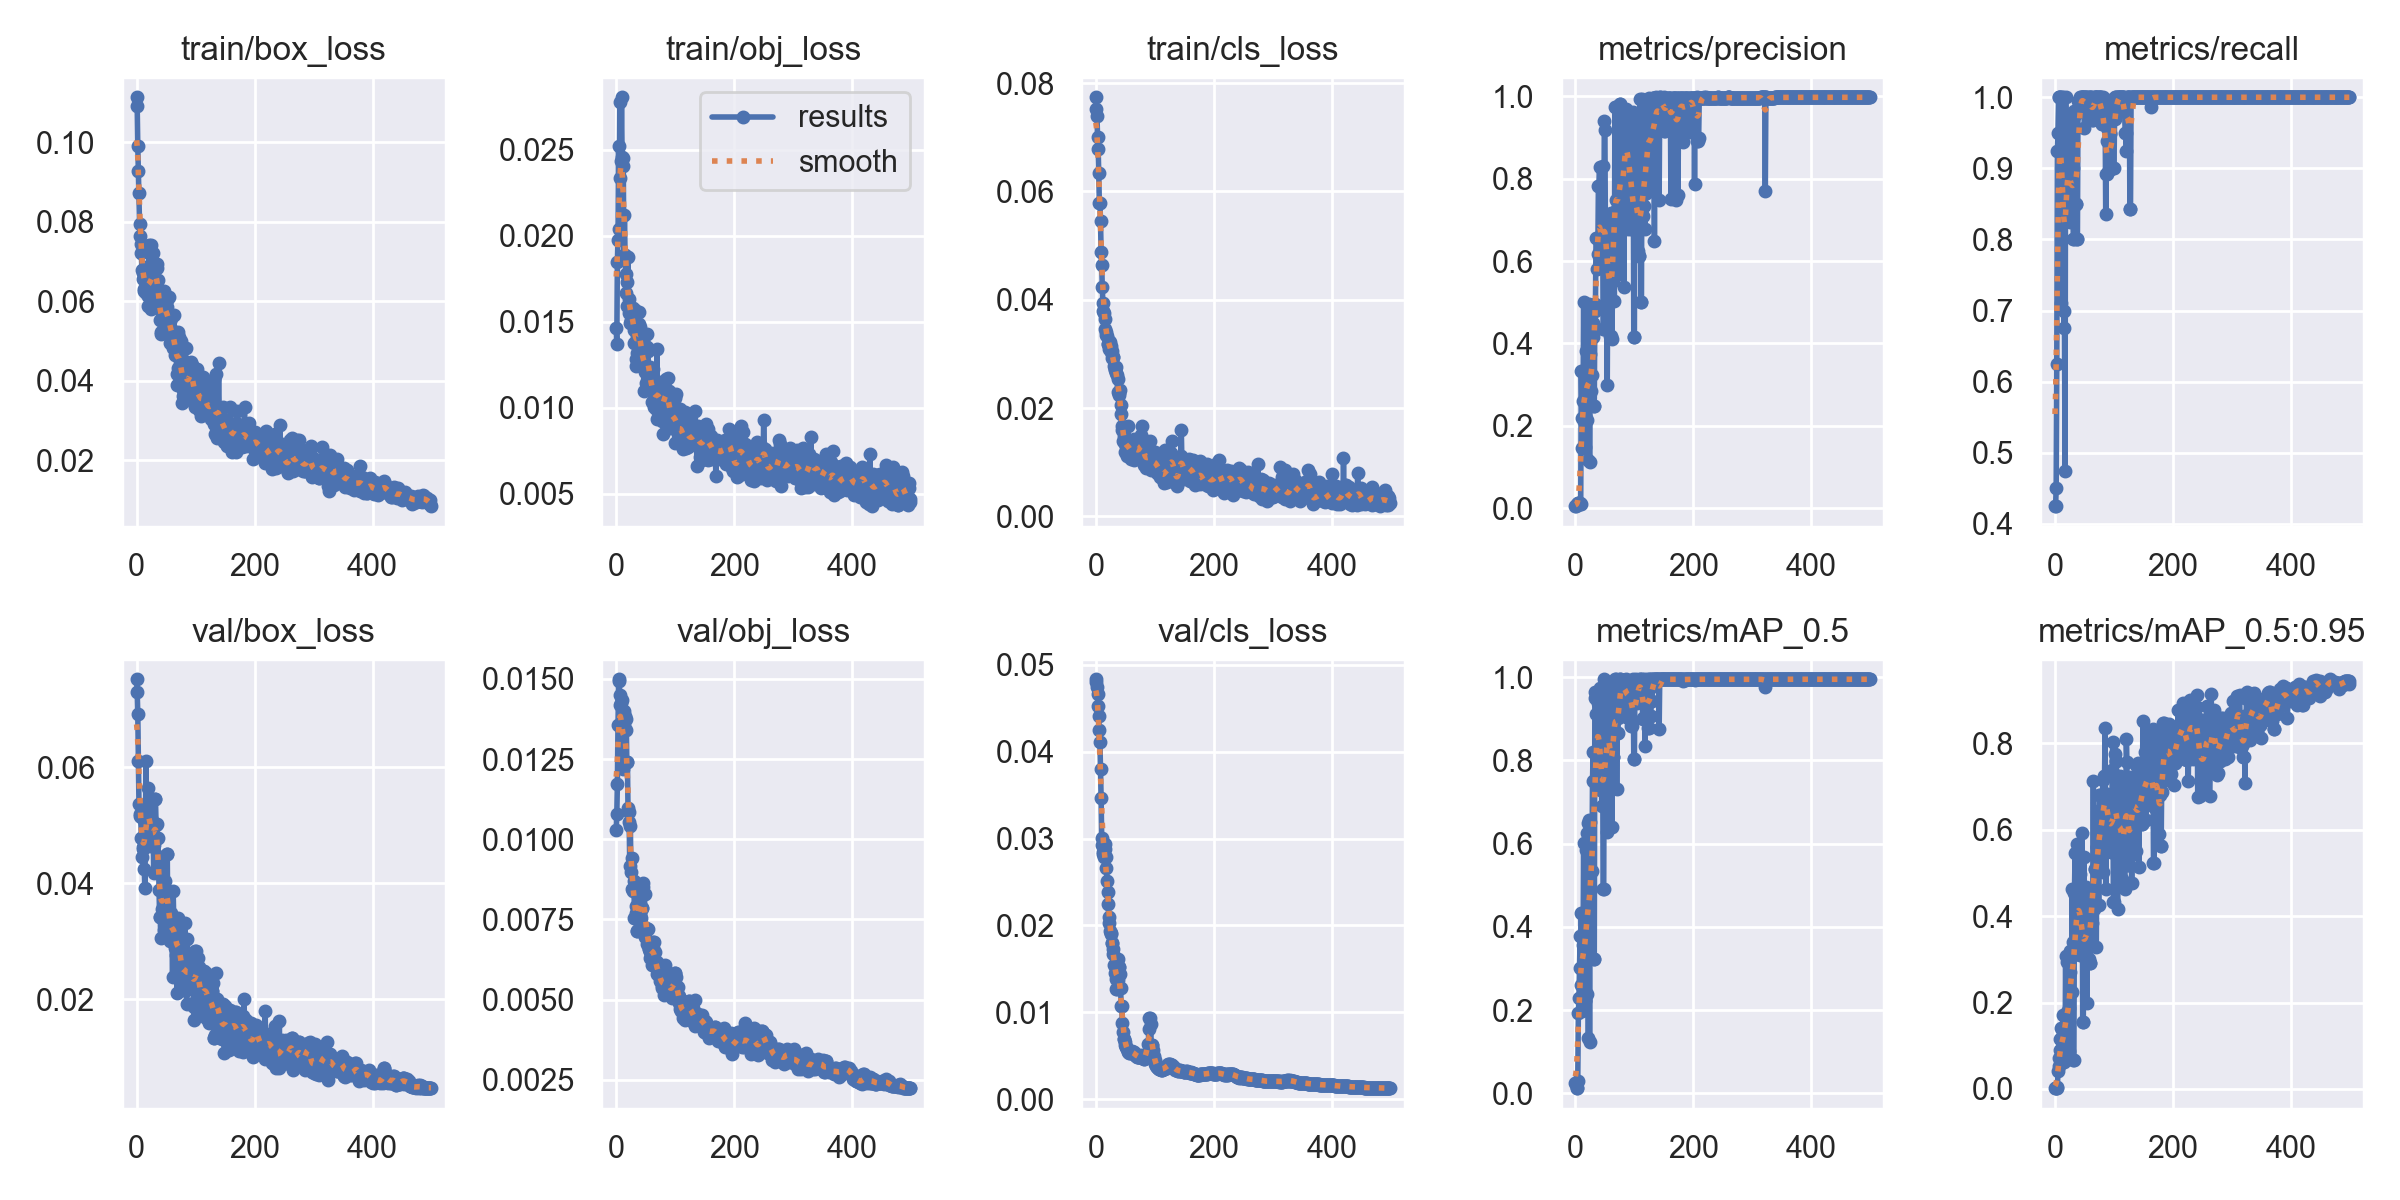 train/box_loss
0.10
0.08
0.06
0.04
0.02
0 200 400
train/obj_loss
results
smooth
0.025
0.020
0.015
0.010
0.005
0 200 400
train/cls_loss
0.08
0.06
0.04
0.02
0.00
0 200 400
metrics/precision
1.0
0.8
0.6
0.4
0.2
0.0
0 200 400
metrics/recall
1.0
0.9
0.8
0.7
0.6
0.5
0.4
0 200 400
val/box_loss
0.06
0.04
0.02
0 200 400
val/obj_loss
0.0150
0.0125
0.0100
0.0075
0.0050
0.0025
0 200 400
val/cls_loss
0.05
0.04
0.03
0.02
0.01
0.00
0 200 400
metrics/mAP_0.5
1.0
0.8
0.6
0.4
0.2
0.0
0 200 400
metrics/mAP_0.5:0.95
0.8
0.6
0.4
0.2
0.0
0 200 400